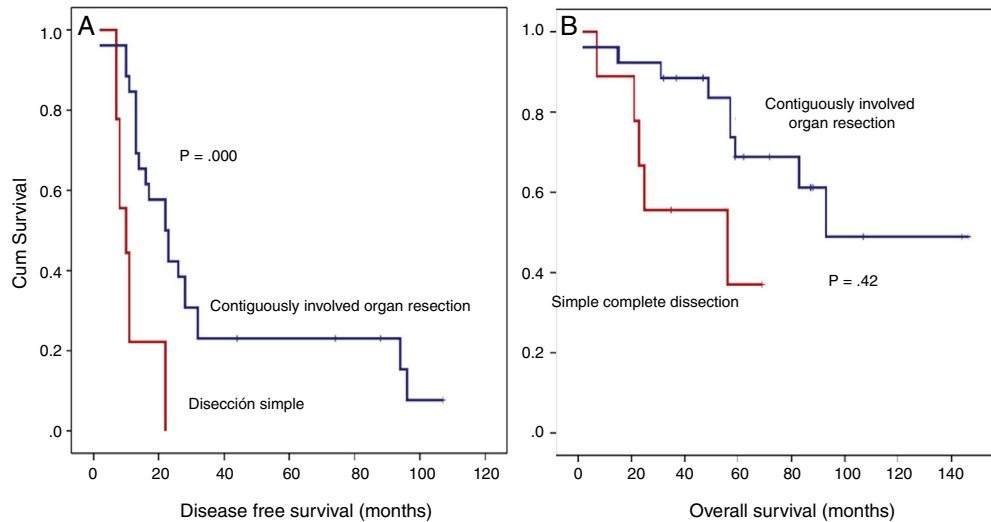 A
1.0
0.8
0.6
0.4
0.2
.0
Cum Survival
P = .000
Contiguously involved organ resection
Disección simple
0 20 40 60 80 100 120
Disease free survival (months)
B
1.0
0.8
0.6
0.4
0.2
.0
Contiguously involved
organ resection
Simple complete dissection
P = .42
0 20 40 60 80 100 120 140
Overall survival (months)